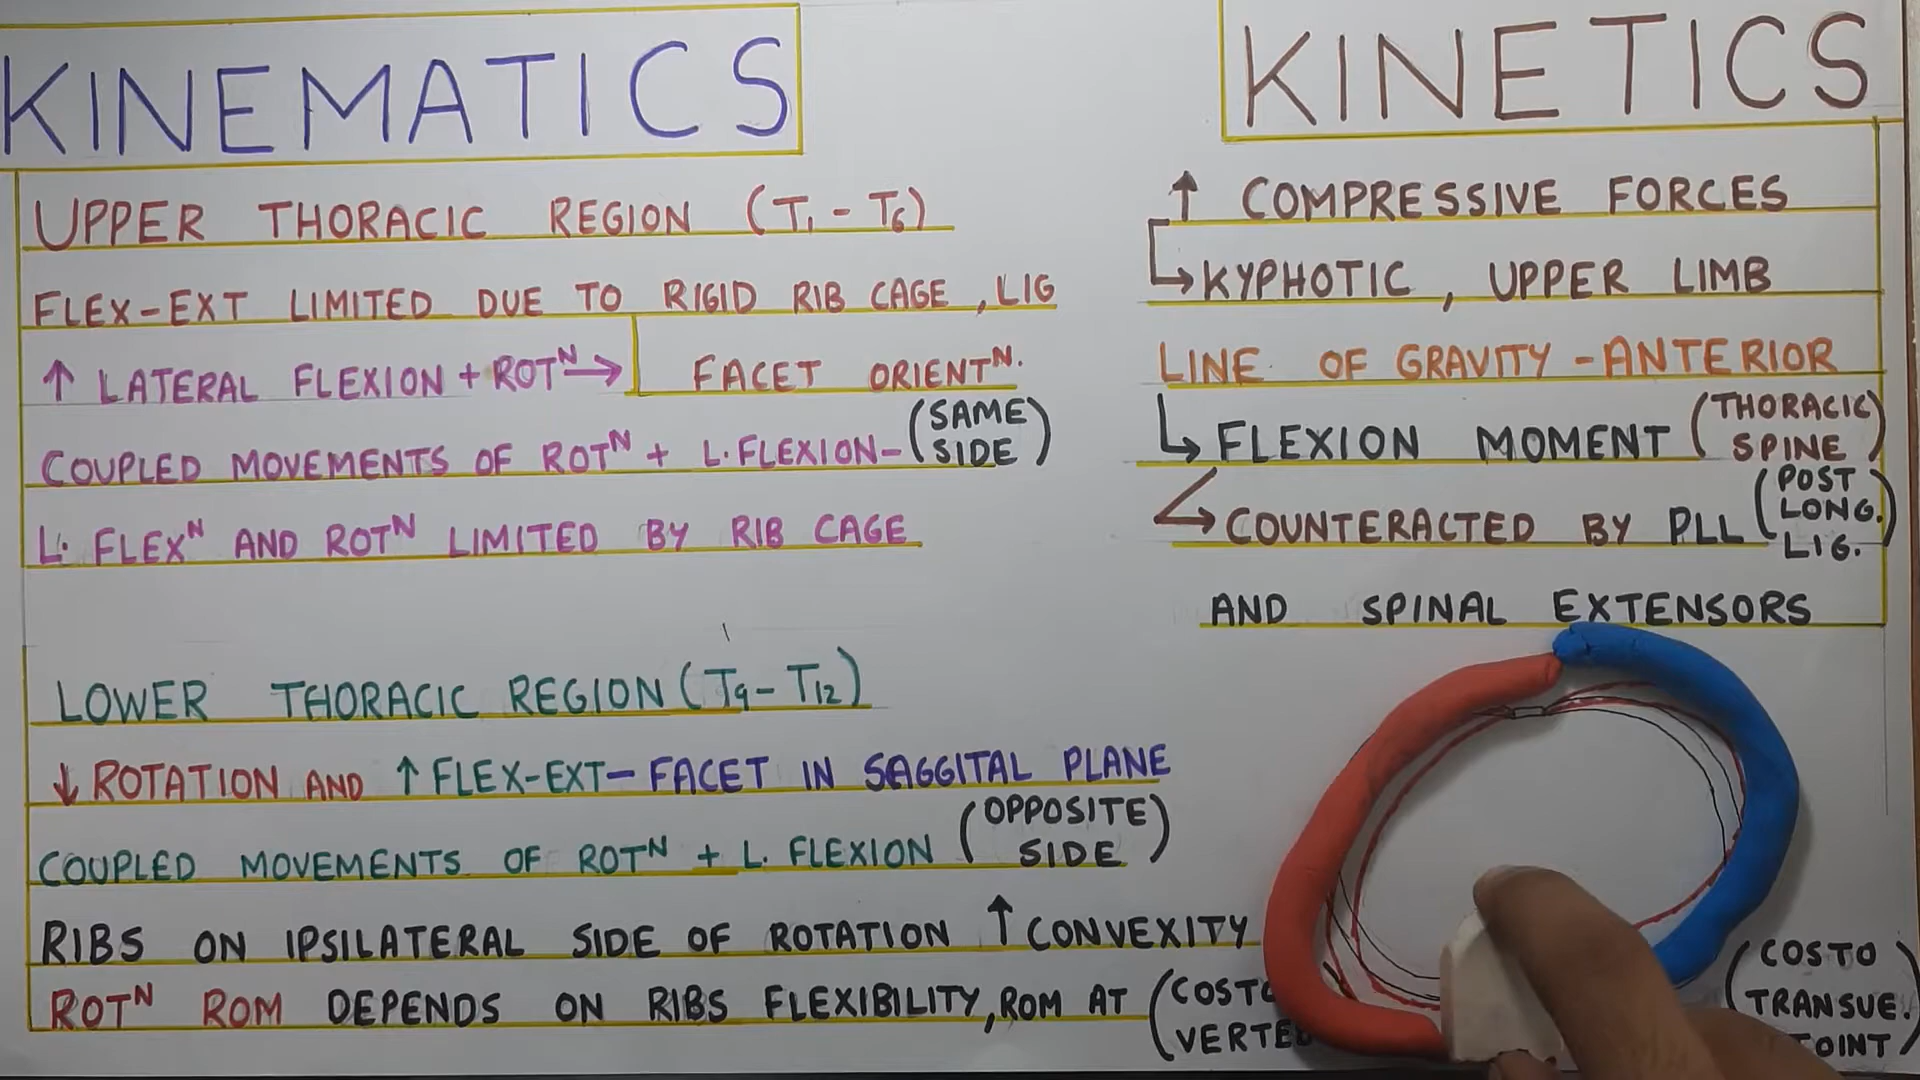 KINEMATICS
UPPER THORACIC REGION (T1 - T6)
FLEX-EXT LIMITED DUE TO RIGID RIB CAGE, LIG
↑ LATERAL FLEXION + ROTᴺ → FACET ORIENTᴺ.
COUPLED MOVEMENTS OF ROTᴺ + L. FLEXION - (SAME SIDE)
L. FLEXᴺ AND ROTᴺ LIMITED BY RIB CAGE
LOWER THORACIC REGION (T9 - T12)
↓ ROTATION AND ↑ FLEX-EXT - FACET IN SAGGITAL PLANE
COUPLED MOVEMENTS OF ROTᴺ + L. FLEXION (OPPOSITE SIDE)
RIBS ON IPSILATERAL SIDE OF ROTATION ↑ CONVEXITY
ROTᴺ ROM DEPENDS ON RIBS FLEXIBILITY, ROM AT
KINETICS
↑ COMPRESSIVE FORCES
↳ KYPHOTIC, UPPER LIMB
LINE OF GRAVITY - ANTERIOR
↳ FLEXION MOMENT (THORACIC SPINE)
→ COUNTERACTED BY PLL (POST LONG. LIG.)
AND SPINAL EXTENSORS
(COSTO
TRANSUE.